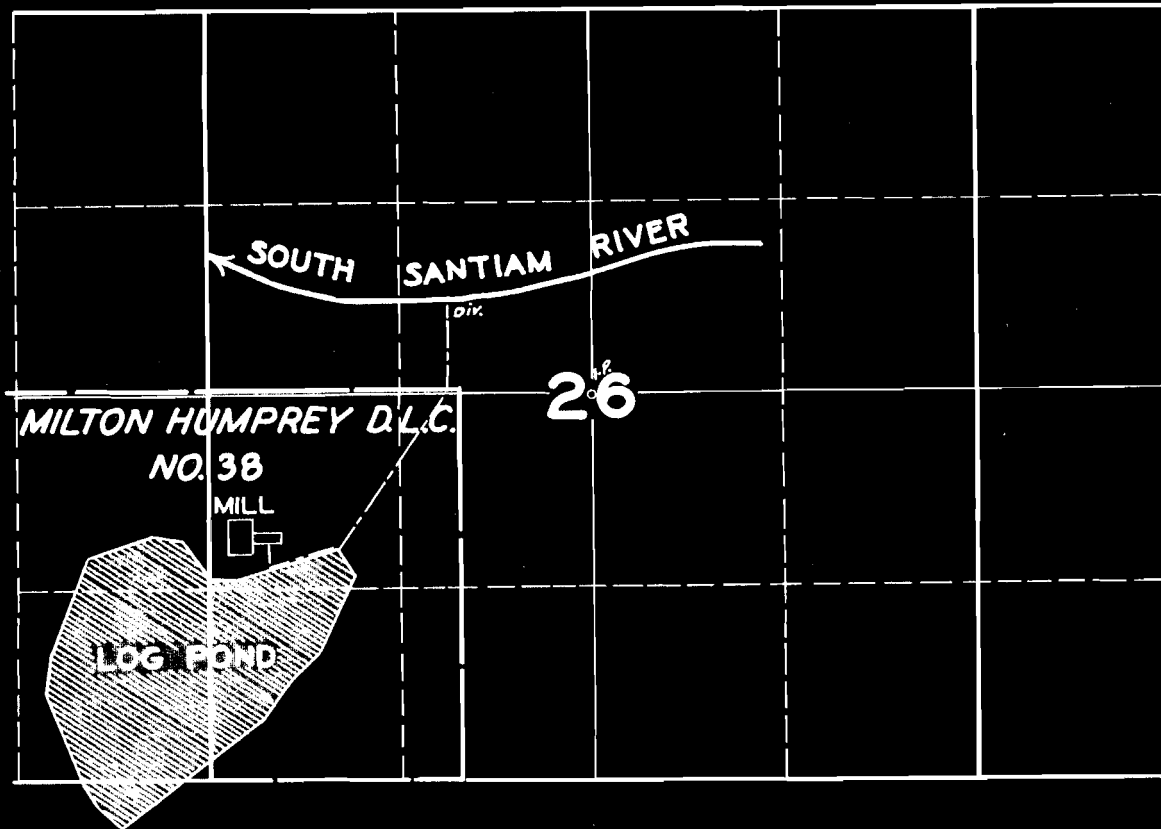 SOUTH SANTIAM RIVER
Div.
26
MILTON HUMPREY D.L.C.
NO. 38
MILL
LOG POND